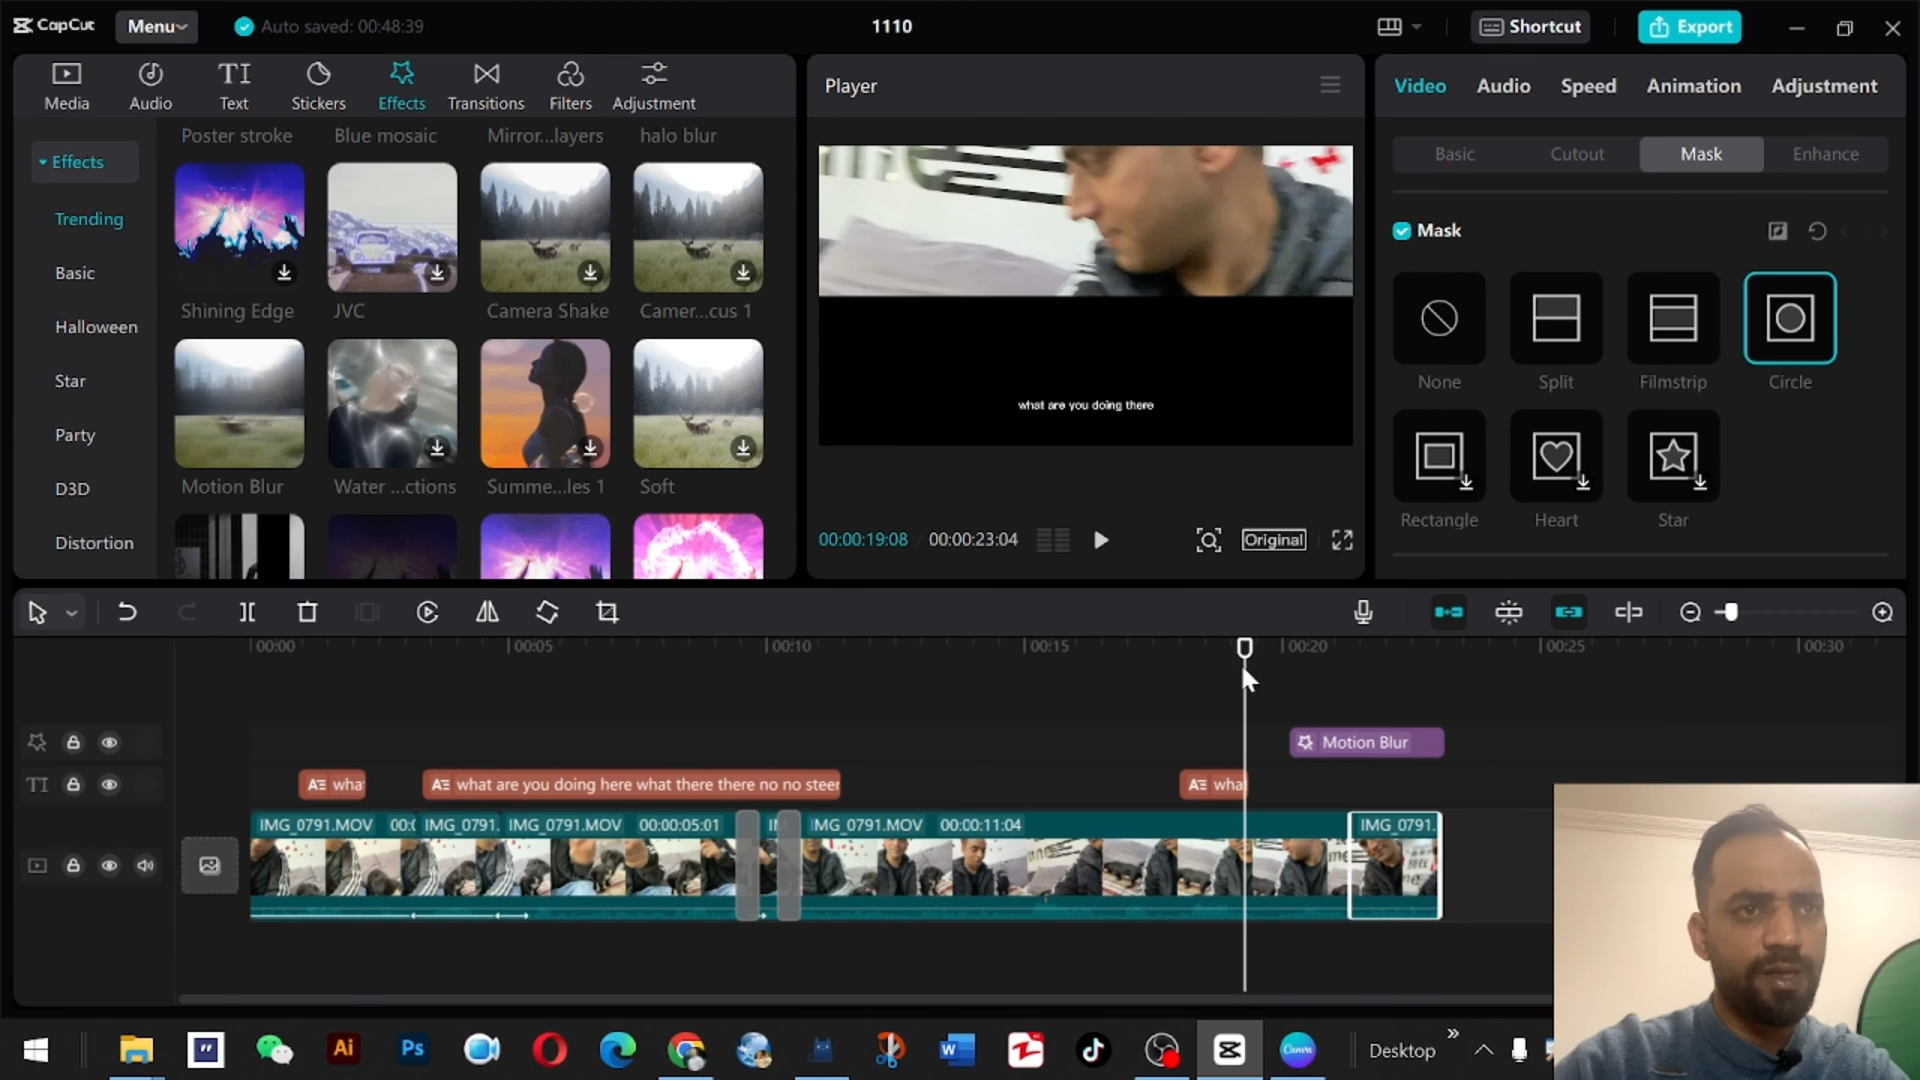 CapCut Menu Auto saved: 00:48:39 1110 Shortcut Export
Media Audio Text Stickers Effects Transitions Filters Adjustment
Effects
Trending
Basic
Halloween
Star
Party
D3D
Distortion
Poster stroke Blue mosaic Mirror...layers halo blur
Shining Edge JVC Camera Shake Camer...cus 1
Motion Blur Water ...ctions Summe...les 1 Soft
Player
what are you doing there
00:00:19:08 / 00:00:23:04 Original
Video Audio Speed Animation Adjustment
Basic Cutout Mask Enhance
Mask
None Split Filmstrip Circle
Rectangle Heart Star
00:00 00:05 00:10 00:15 00:20 00:25 00:30
Motion Blur
TI A wha A what are you doing here what there there no no steer A wha
IMG_0791.MOV 00:0 IMG_0791. IMG_0791.MOV 00:00:05:01 IMG_0791.MOV 00:00:11:04 IMG_0791.
Ai Ps W Canva Desktop